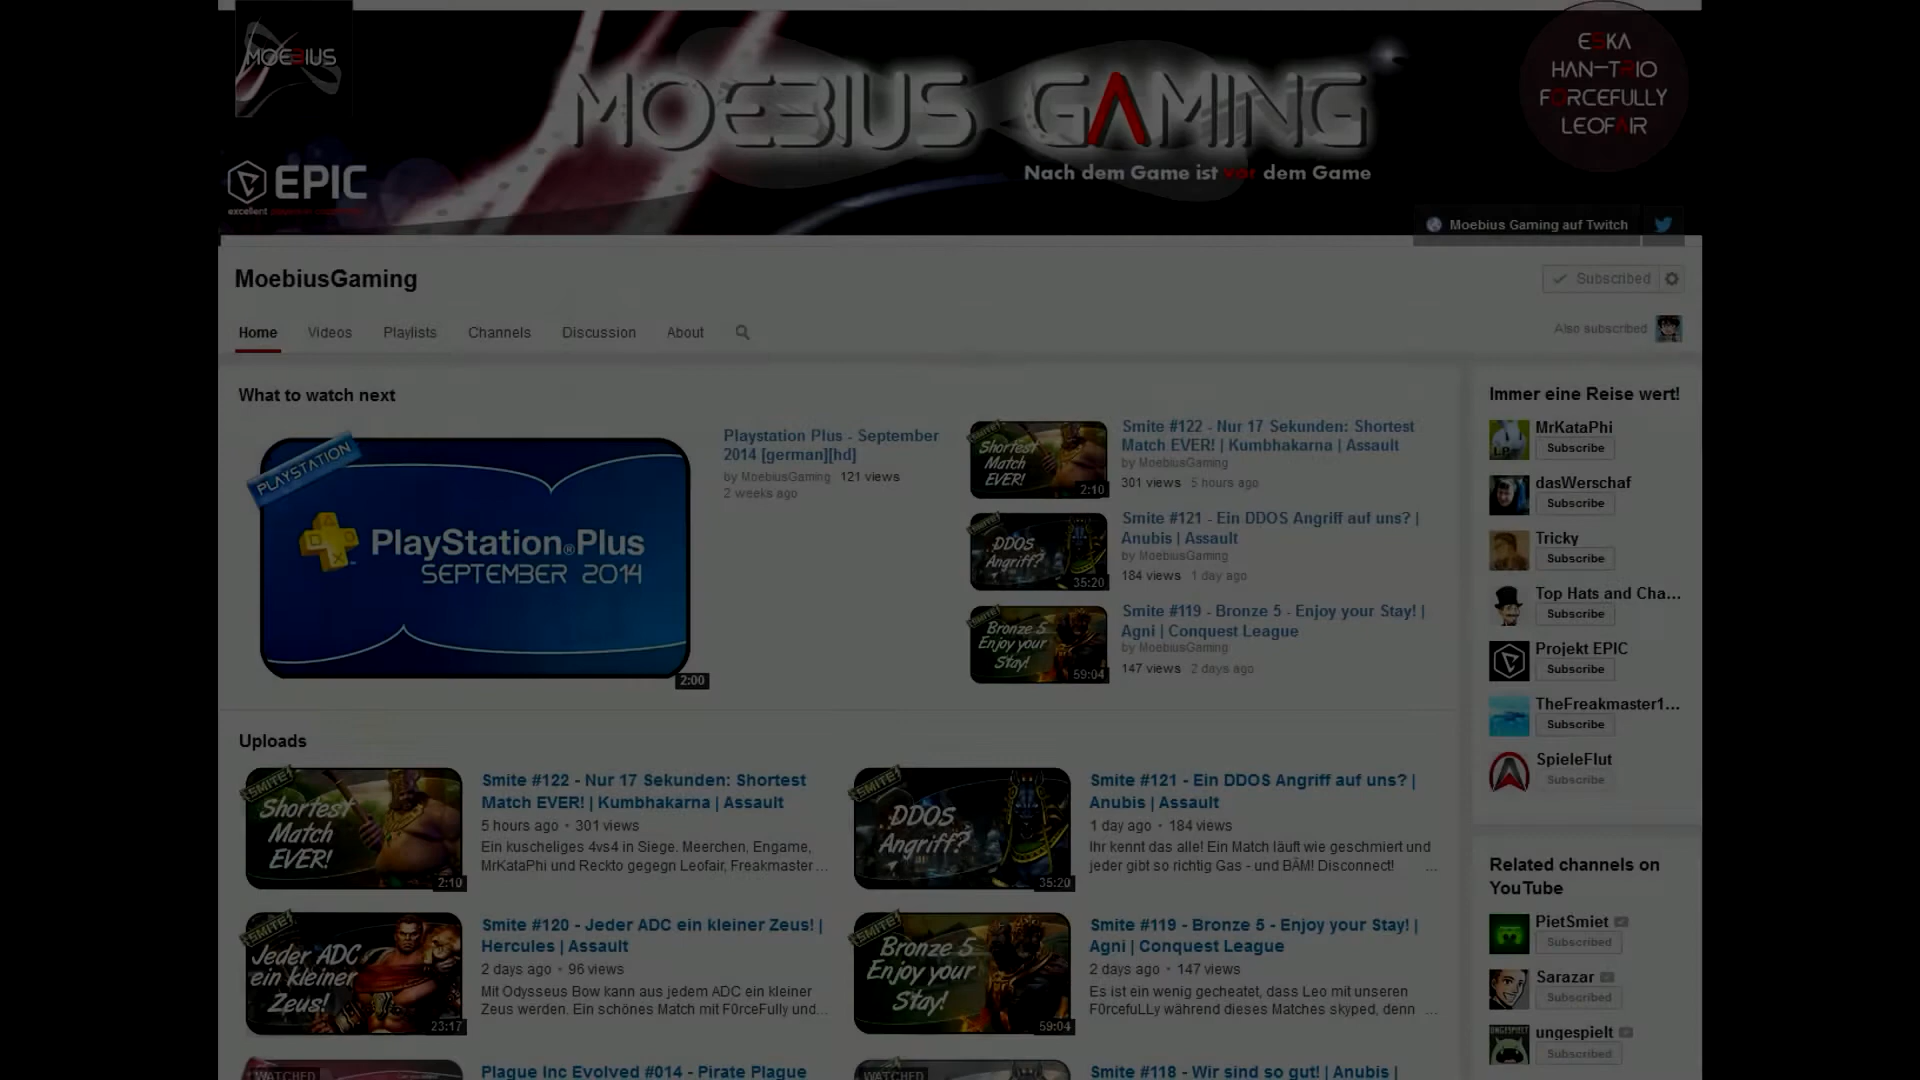 MOEBIUS
MOEBIUS GAMING
Nach dem Game ist vor dem Game
ESKA
HAN-TRIO
FORCEFULLY
LEOFAIR
EPIC
excellent
Moebius Gaming auf Twitch
MoebiusGaming
Subscribed
Home Videos Playlists Channels Discussion About
Also subscribed
What to watch next
PLAYSTATION
PlayStation®Plus
SEPTEMBER 2014
2:00
Playstation Plus - September
2014 [german][hd]
by MoebiusGaming 121 views
2 weeks ago
SMITE!
Shortest
Match
EVER!
2:10
Smite #122 - Nur 17 Sekunden: Shortest
Match EVER! | Kumbhakarna | Assault
by MoebiusGaming
301 views 5 hours ago
SMITE!
DDOS
Angriff?
35:20
Smite #121 - Ein DDOS Angriff auf uns? |
Anubis | Assault
by MoebiusGaming
184 views 1 day ago
SMITE!
Bronze 5
Enjoy your
Stay!
59:04
Smite #119 - Bronze 5 - Enjoy your Stay! |
Agni | Conquest League
by MoebiusGaming
147 views 2 days ago
Uploads
SMITE!
Shortest
Match
EVER!
2:10
Smite #122 - Nur 17 Sekunden: Shortest
Match EVER! | Kumbhakarna | Assault
5 hours ago • 301 views
Ein kuscheliges 4vs4 in Siege. Meerchen, Engame,
MrKataPhi und Reckto gegegn Leofair, Freakmaster ...
SMITE!
DDOS
Angriff?
35:20
Smite #121 - Ein DDOS Angriff auf uns? |
Anubis | Assault
1 day ago • 184 views
Ihr kennt das alle! Ein Match läuft wie geschmiert und
jeder gibt so richtig Gas - und BÄM! Disconnect! ...
SMITE!
Jeder ADC
ein kleiner
Zeus!
23:17
Smite #120 - Jeder ADC ein kleiner Zeus! |
Hercules | Assault
2 days ago • 96 views
Mit Odysseus Bow kann aus jedem ADC ein kleiner
Zeus werden. Ein schönes Match mit F0rceFully und...
SMITE!
Bronze 5
Enjoy your
Stay!
59:04
Smite #119 - Bronze 5 - Enjoy your Stay! |
Agni | Conquest League
2 days ago • 147 views
Es ist ein wenig gecheatet, dass Leo mit unseren
F0rcefuLLy während dieses Matches skyped, denn ...
WATCHED
Plague Inc Evolved #014 - Pirate Plague
WATCHED
Smite #118 - Wir sind so gut! | Anubis |
Immer eine Reise wert!
MrKataPhi
Subscribe
dasWerschaf
Subscribe
Tricky
Subscribe
Top Hats and Cha...
Subscribe
Projekt EPIC
Subscribe
TheFreakmaster1...
Subscribe
SpieleFlut
Subscribe
Related channels on
YouTube
PietSmiet
Subscribed
Sarazar
Subscribed
UNGESPIELT
ungespielt
Subscribed